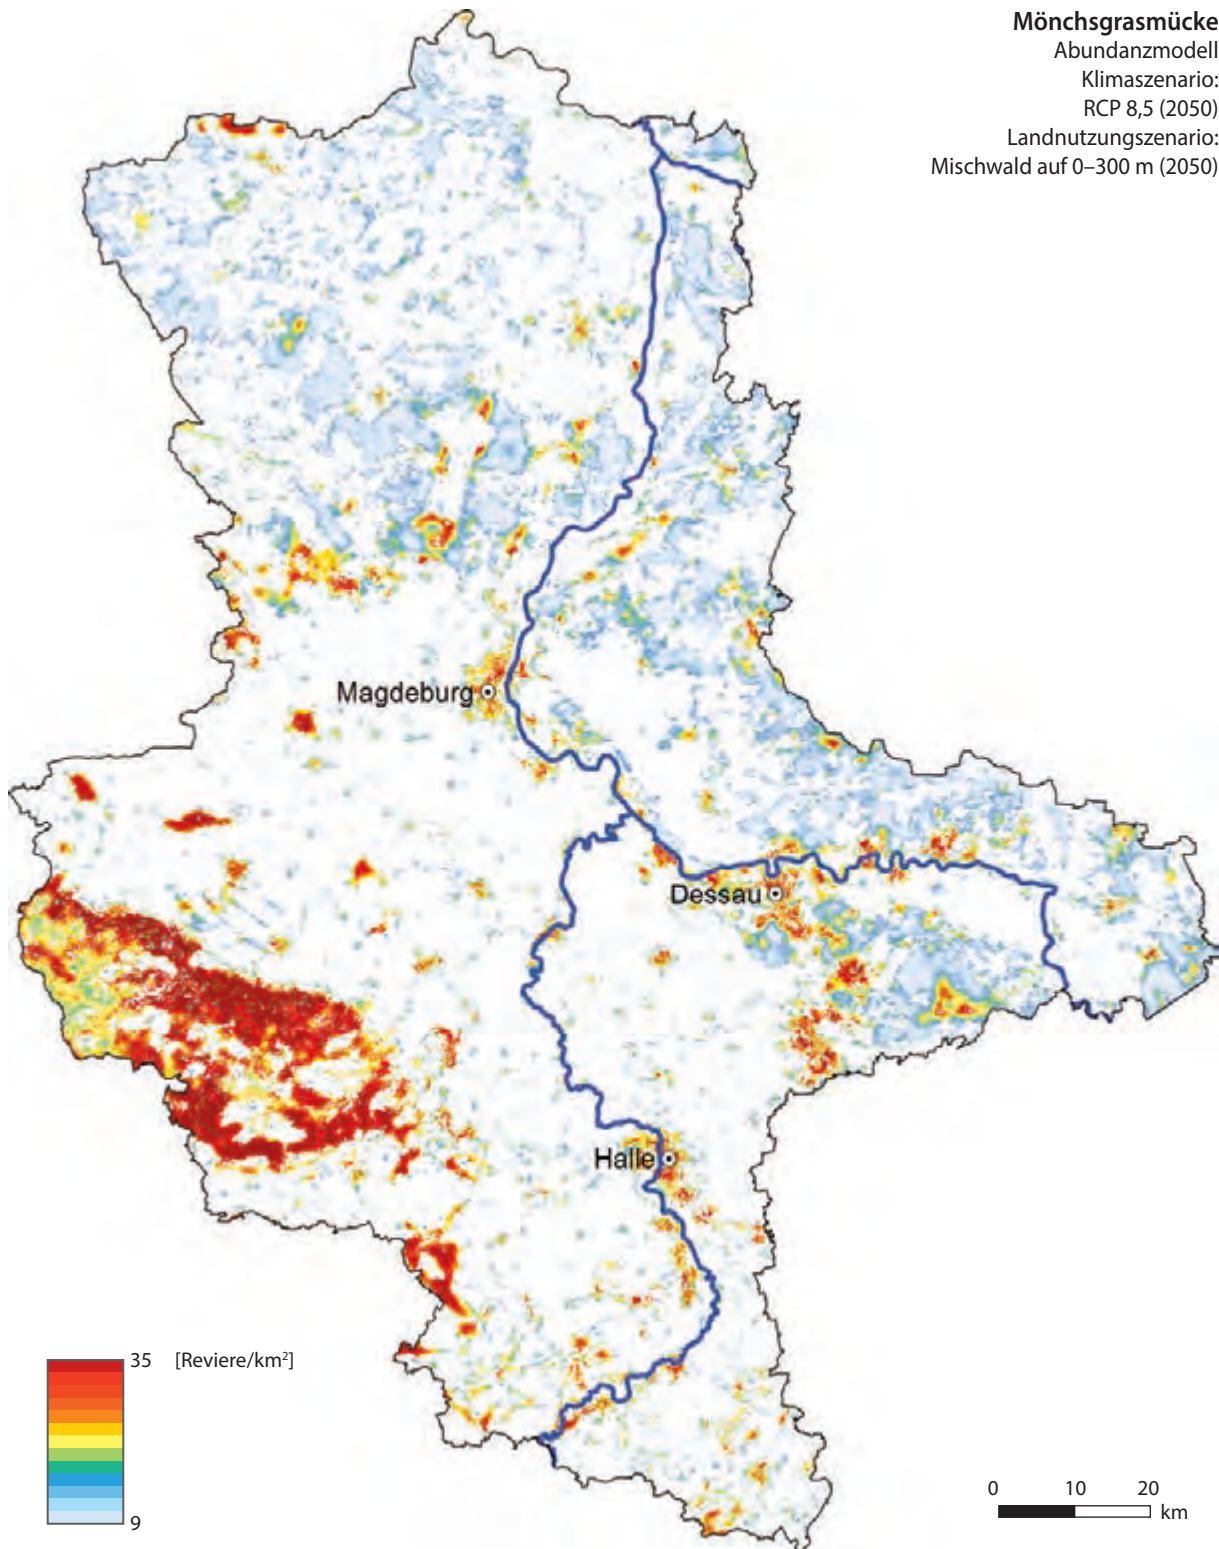 Mönchsgrasmücke
Abundanzmodell
Klimaszenario:
RCP 8,5 (2050)
Landnutzungszenario:
Mischwald auf 0–300 m (2050)
Magdeburg
Dessau
Halle
35 [Reviere/km²]
9
0 10 20
km